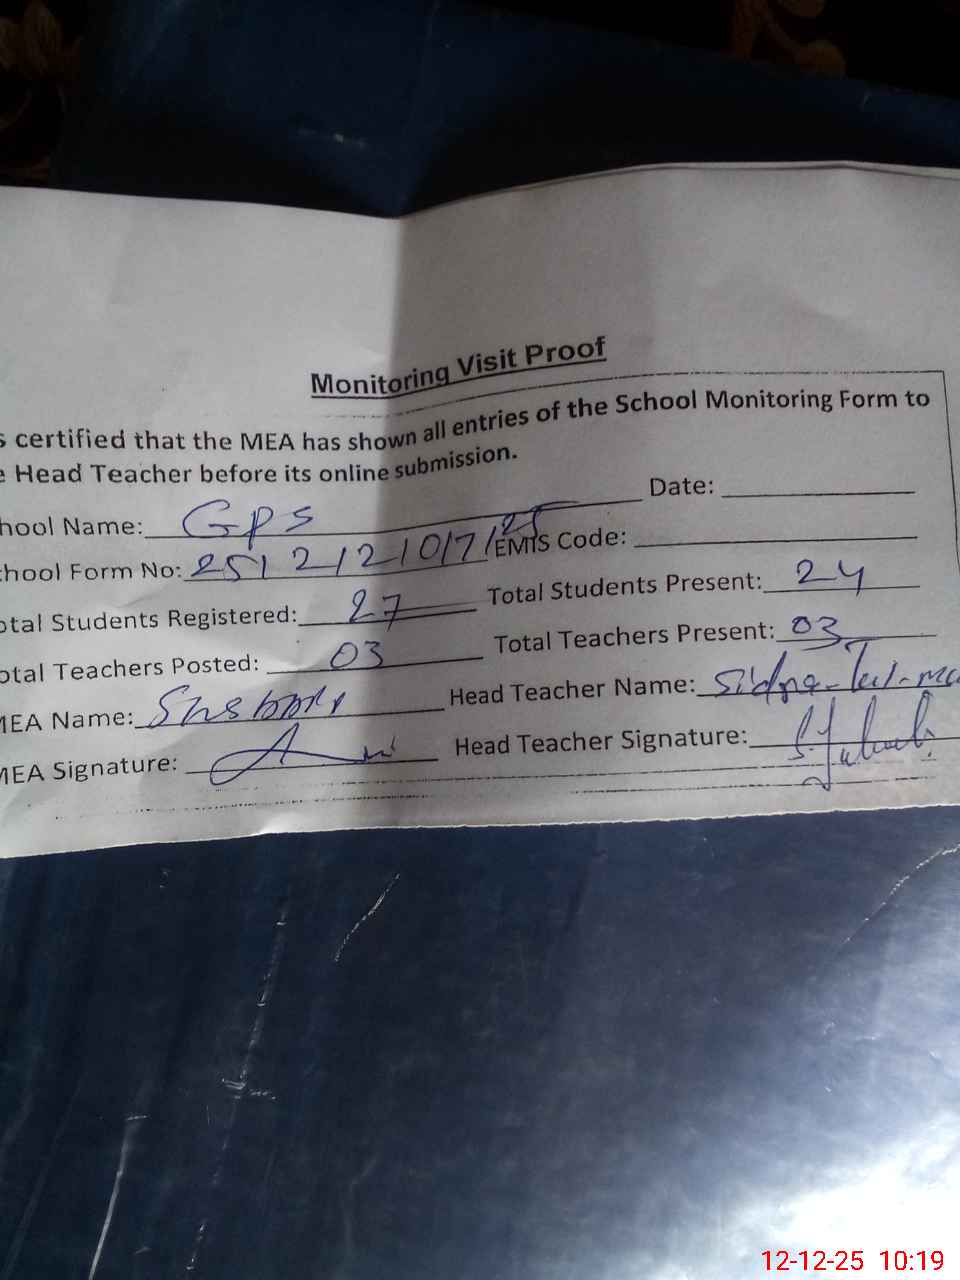 Monitoring Visit Proof
s certified that the MEA has shown all entries of the School Monitoring Form to
e Head Teacher before its online submission.
hool Name: Gps Date:
chool Form No: 25/2/2/0/7/25 EMIS Code:
otal Students Registered: 27 Total Students Present: 24
otal Teachers Posted: 03 Total Teachers Present: 03
MEA Name: Head Teacher Name:
MEA Signature: Head Teacher Signature:
12-12-25 10:19